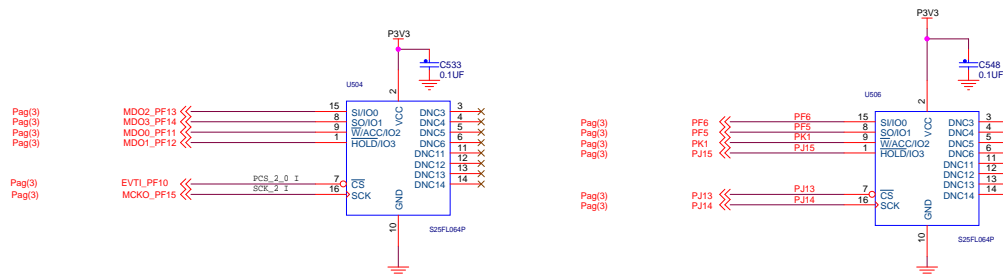 P3V3
C533
0.1UF
U504
2
VCC
Pag(3) MDO2_PF13 15 SI/IO0 DNC3 3
Pag(3) MDO3_PF14 8 SO/IO1 DNC4 4
Pag(3) MDO0_PF11 9 W/ACC/IO2 DNC5 5
Pag(3) MDO1_PF12 1 HOLD/IO3 DNC6 6
DNC11 11
DNC12 12
DNC13 13
Pag(3) EVTI_PF10 PCS_2_0 I 7 CS DNC14 14
Pag(3) MCKO_PF15 SCK_2 I 16 SCK
GND
10
S25FL064P
P3V3
C548
0.1UF
U506
2
VCC
Pag(3) PF6 PF6 15 SI/IO0 DNC3 3
Pag(3) PF5 PF5 8 SO/IO1 DNC4 4
Pag(3) PK1 PK1 9 W/ACC/IO2 DNC5 5
Pag(3) PJ15 PJ15 1 HOLD/IO3 DNC6 6
DNC11 11
DNC12 12
DNC13 13
Pag(3) PJ13 PJ13 7 CS DNC14 14
Pag(3) PJ14 PJ14 16 SCK
GND
10
S25FL064P